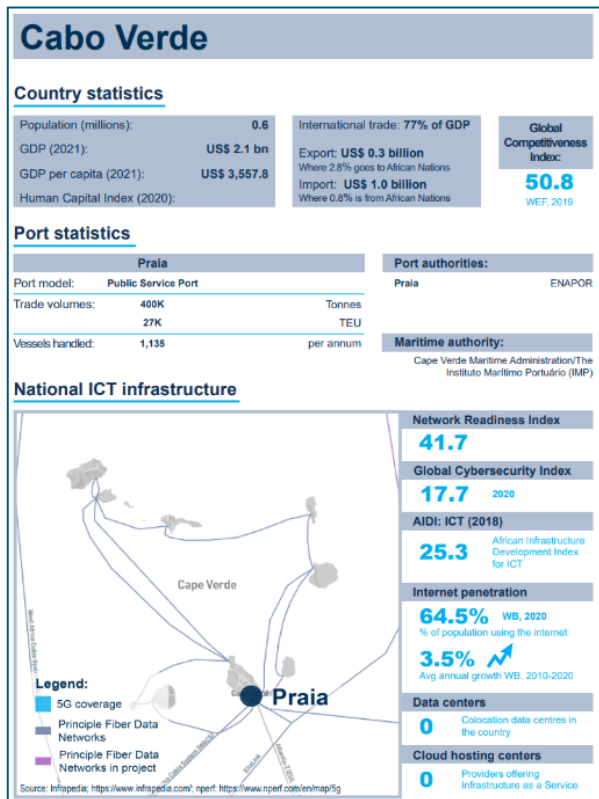 Cabo Verde
Country statistics
Population (millions): 0.6
GDP (2021): US$ 2.1 bn
GDP per capita (2021): US$ 3,557.8
Human Capital Index (2020):
International trade: 77% of GDP
Export: US$ 0.3 billion
Where 2.8% goes to African Nations
Import: US$ 1.0 billion
Where 0.8% is from African Nations
Global
Competitiveness
Index:
50.8
WEF, 2019
Port statistics
Praia
Port model: Public Service Port
Trade volumes: 400K Tonnes
27K TEU
Vessels handled: 1,135 per annum
Port authorities:
Praia ENAPOR
Maritime authority:
Cape Verde Maritime Administration/The
Instituto Marítimo Portuário (IMP)
National ICT infrastructure
Cape Verde
West Africa Cable
Praia
EllaLink
Atlantis-2
Cable System
Legend:
5G coverage
Principle Fiber Data
Networks
Principle Fiber Data
Networks in project
Source: Infrapedia; https://www.infrapedia.com/; nperf: https://www.nperf.com/en/map/5g
Network Readiness Index
41.7
Global Cybersecurity Index
17.7 2020
AIDI: ICT (2018)
25.3 African Infrastructure
Development Index
for ICT
Internet penetration
64.5% WB, 2020
% of population using the internet
3.5%
Avg annual growth WB, 2010-2020
Data centers
0 Colocation data centres in
the country
Cloud hosting centers
0 Providers offering
Infrastructure as a Service